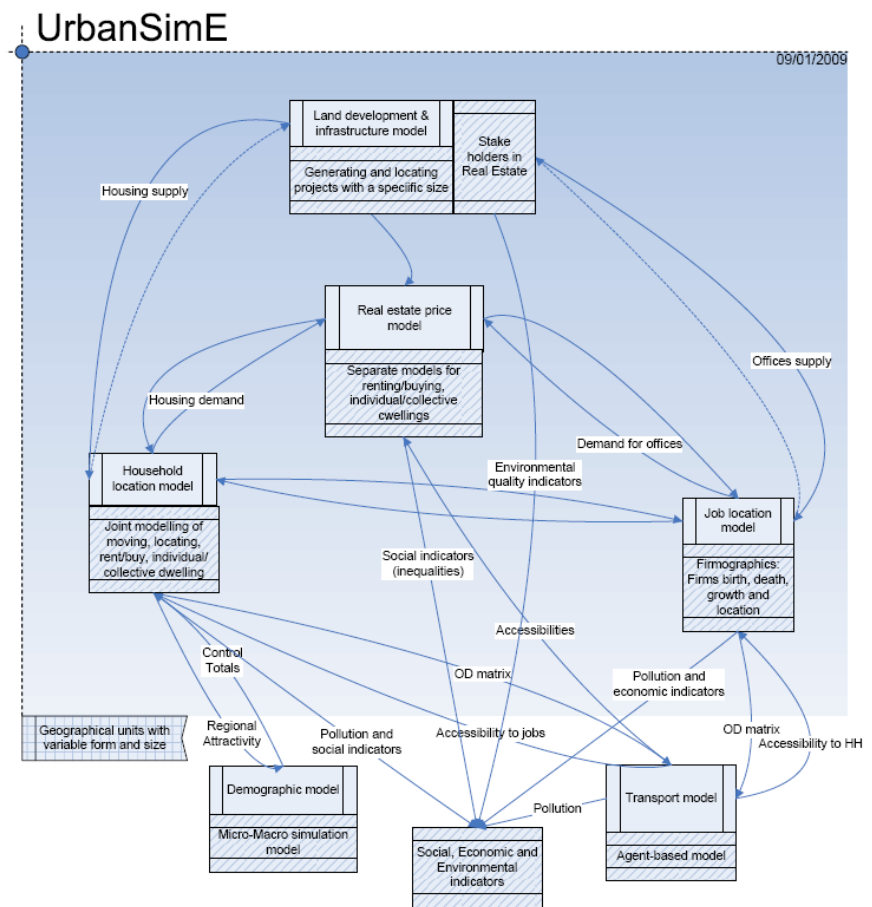 UrbanSimE
09/01/2009
Land development &
infrastructure model
Generating and locating
projects with a speciific size
Stake
holders in
Real Estate
Housing supply
Real estate price
model
Separate models for
renting/buying,
individual/collective
cwellings
Offices supply
Housing demand
Demand for offices
Household
location model
Joint modelling of
moving, locating,
rent/buy, individual/
collective dwelling
Environmental
quality indicators
Job location
model
Firmographics:
Firms birth, death,
growth and
location
Social indicators
(inequalities)
Accessibilities
Control
Totals
OD matrix
Pollution and
economic indicators
Geographical units with
variable form and size
Regional
Attractivity
Pollution and
social indicators
Accessibility to jobs
OD matrix
Accessibility to HH
Demographic model
Micro-Macro simulation
model
Pollution
Transport model
Agent-based model
Social, Economic and
Environmental
indicators